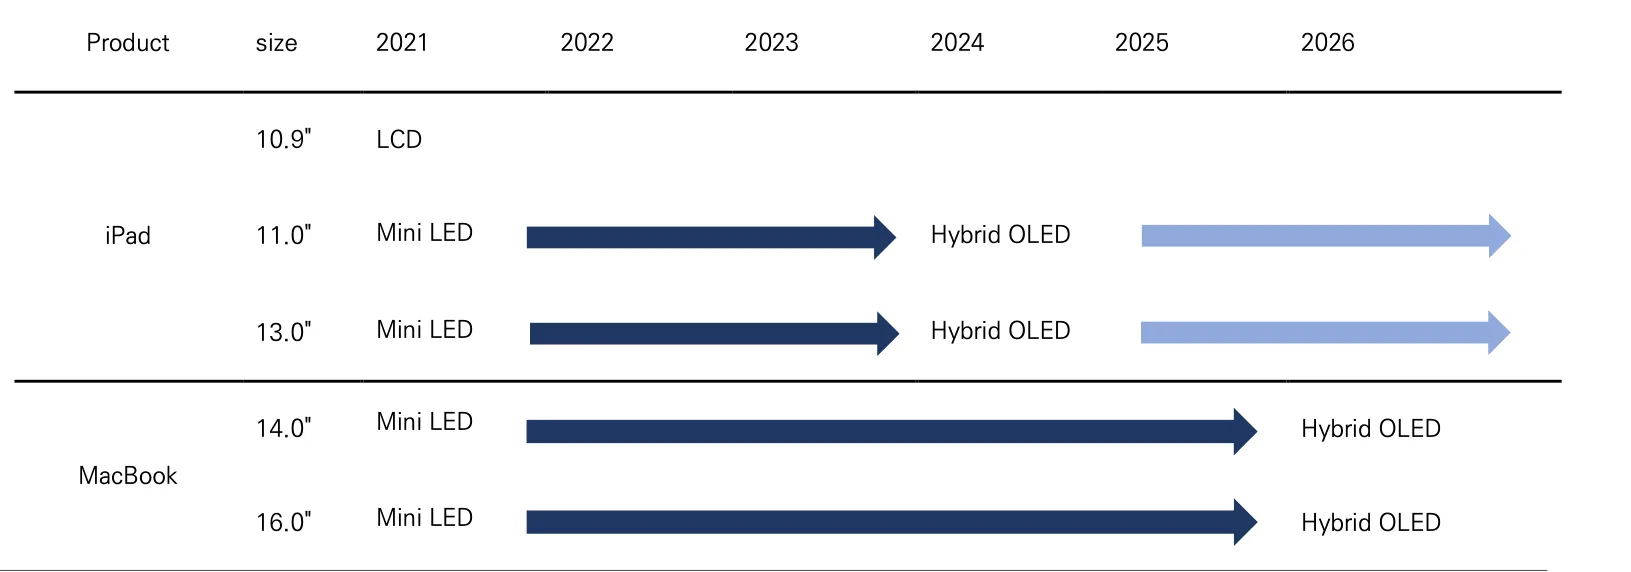 Product size 2021 2022 2023 2024 2025 2026
10.9" LCD
iPad 11.0" Mini LED Hybrid OLED
13.0" Mini LED Hybrid OLED
14.0" Mini LED Hybrid OLED
MacBook
16.0" Mini LED Hybrid OLED